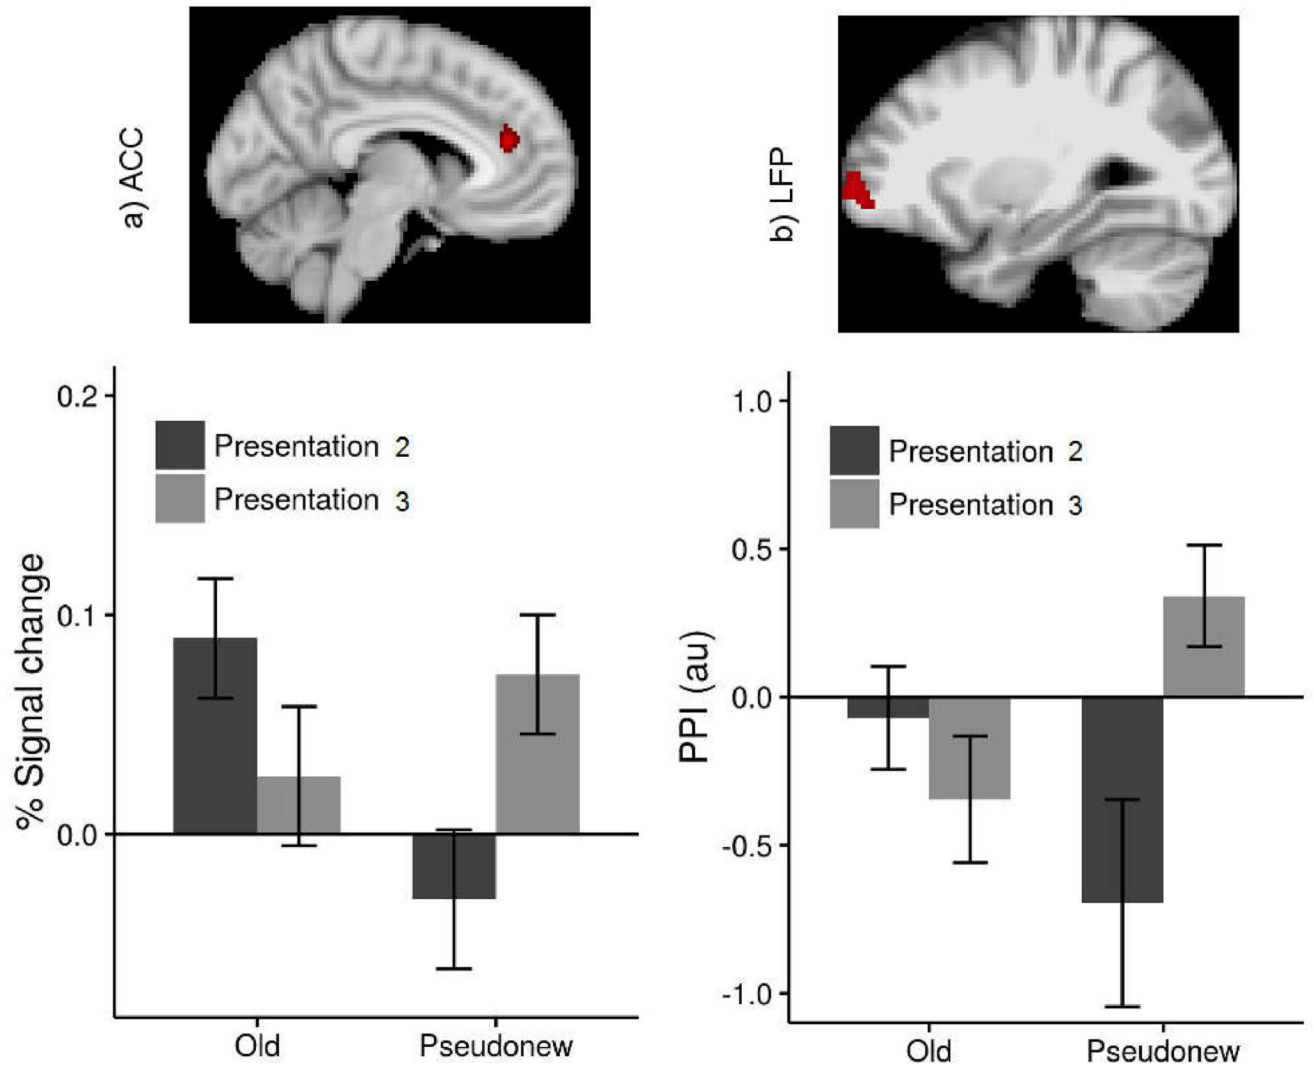 a) ACC
0.2
0.1
0.0
% Signal change
Presentation 2
Presentation 3
Old
Pseudonew
b) LFP
1.0
0.5
0.0
-0.5
-1.0
PPI (au)
Presentation 2
Presentation 3
Old
Pseudonew